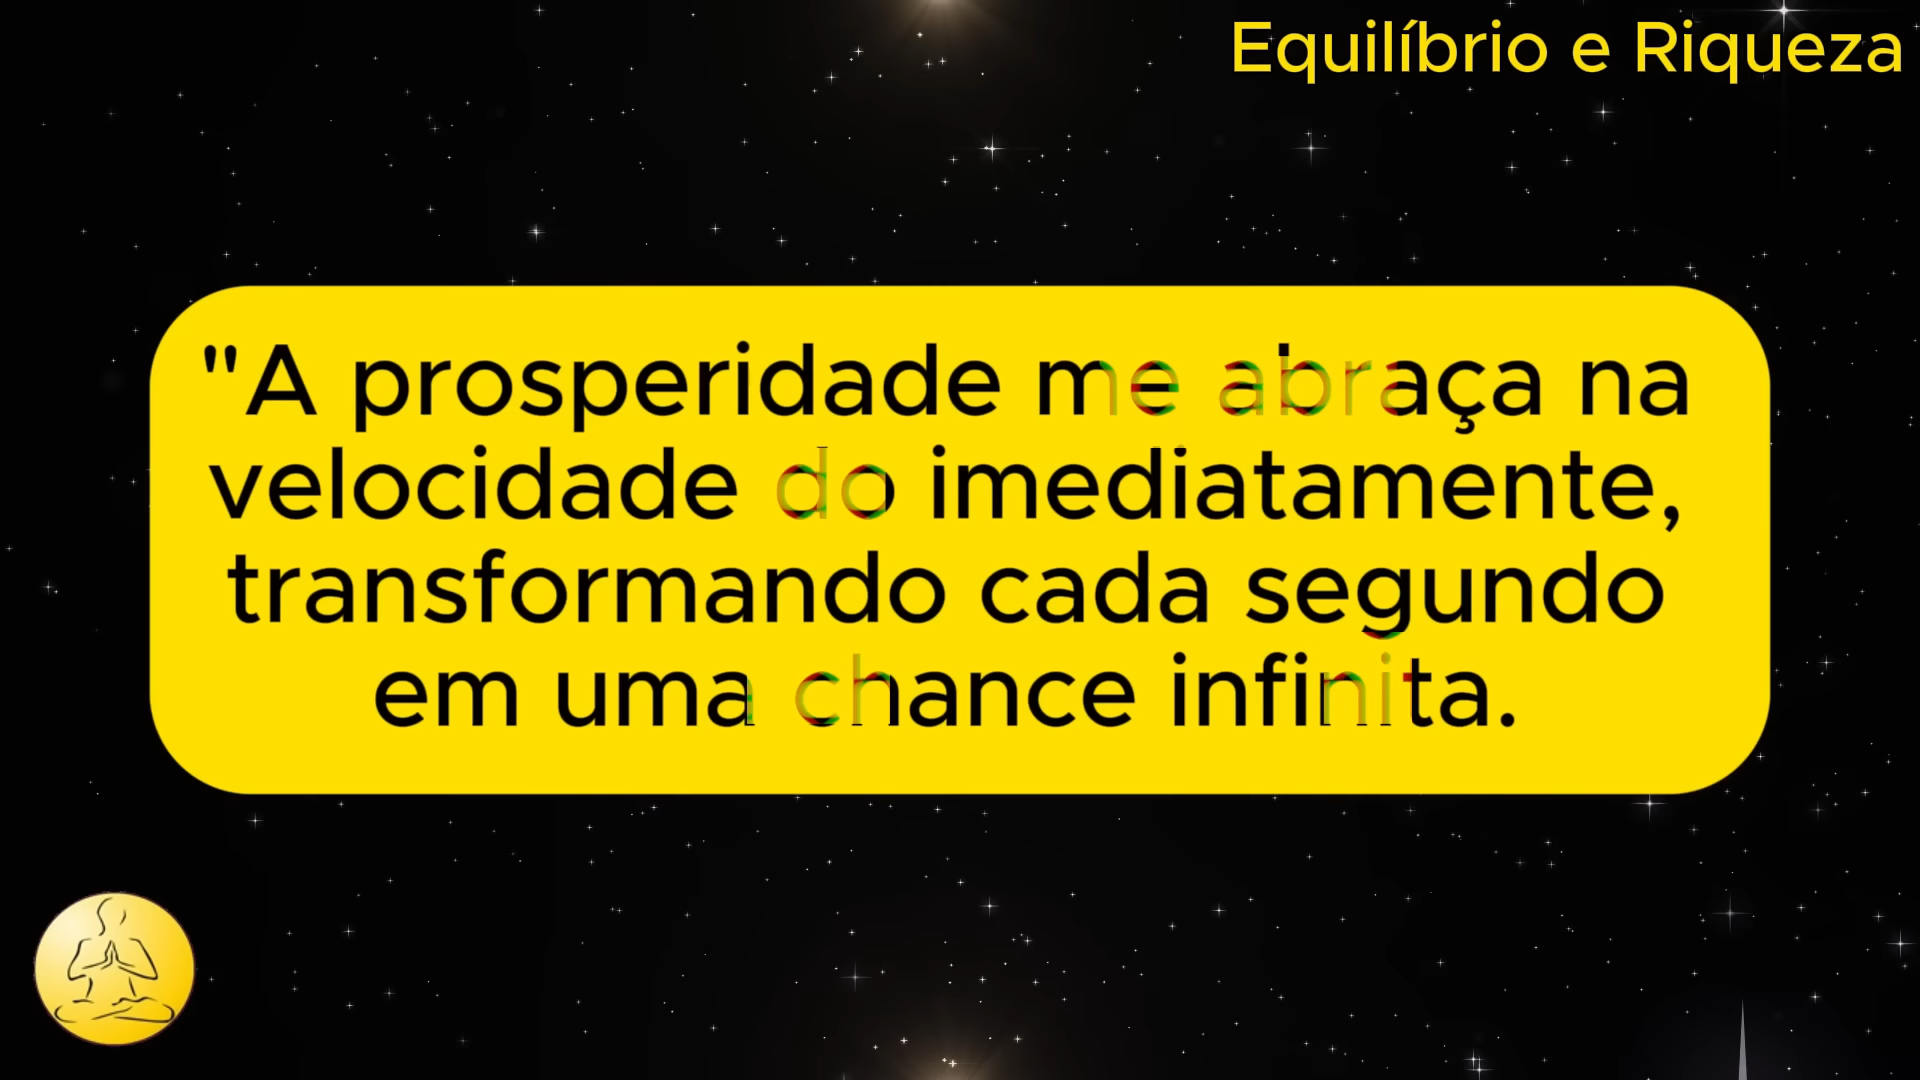 Equilíbrio e Riqueza
"A prosperidade me abraça na
velocidade do imediatamente,
transformando cada segundo
em uma chance infinita.